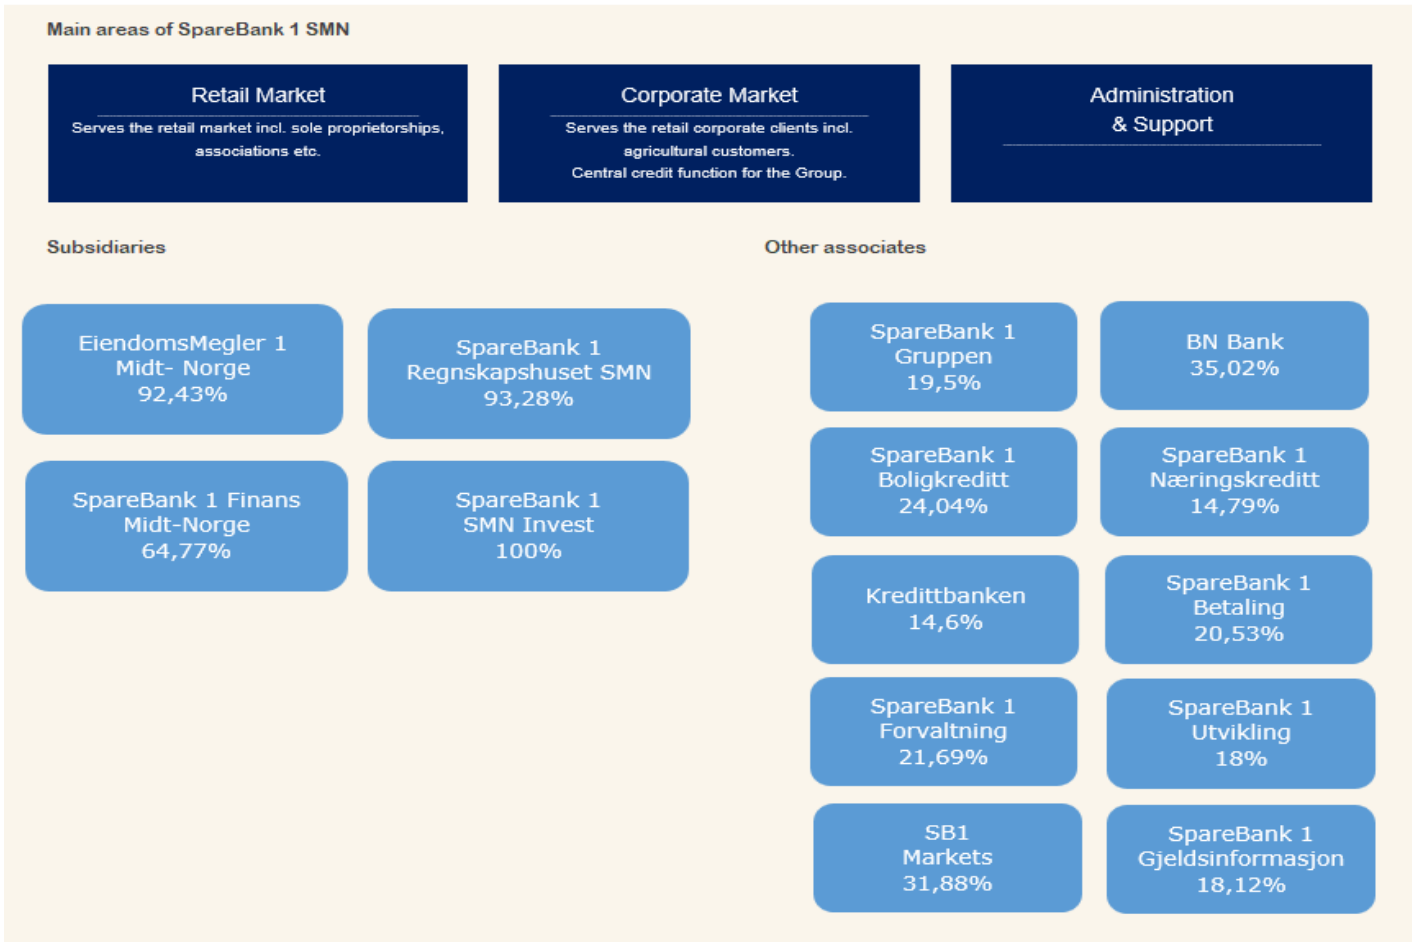 Main areas of SpareBank 1 SMN
Retail Market
Serves the retail market incl. sole proprietorships,
associations etc.
Corporate Market
Serves the retail corporate clients incl.
agricultural customers.
Central credit function for the Group.
Administration
& Support
Subsidiaries
EiendomsMegler 1
Midt- Norge
92,43%
SpareBank 1
Regnskapshuset SMN
93,28%
SpareBank 1 Finans
Midt-Norge
64,77%
SpareBank 1
SMN Invest
100%
Other associates
SpareBank 1
Gruppen
19,5%
BN Bank
35,02%
SpareBank 1
Boligkreditt
24,04%
SpareBank 1
Næringskreditt
14,79%
Kredittbanken
14,6%
SpareBank 1
Betaling
20,53%
SpareBank 1
Forvaltning
21,69%
SpareBank 1
Utvikling
18%
SB1
Markets
31,88%
SpareBank 1
Gjeldsinformasjon
18,12%